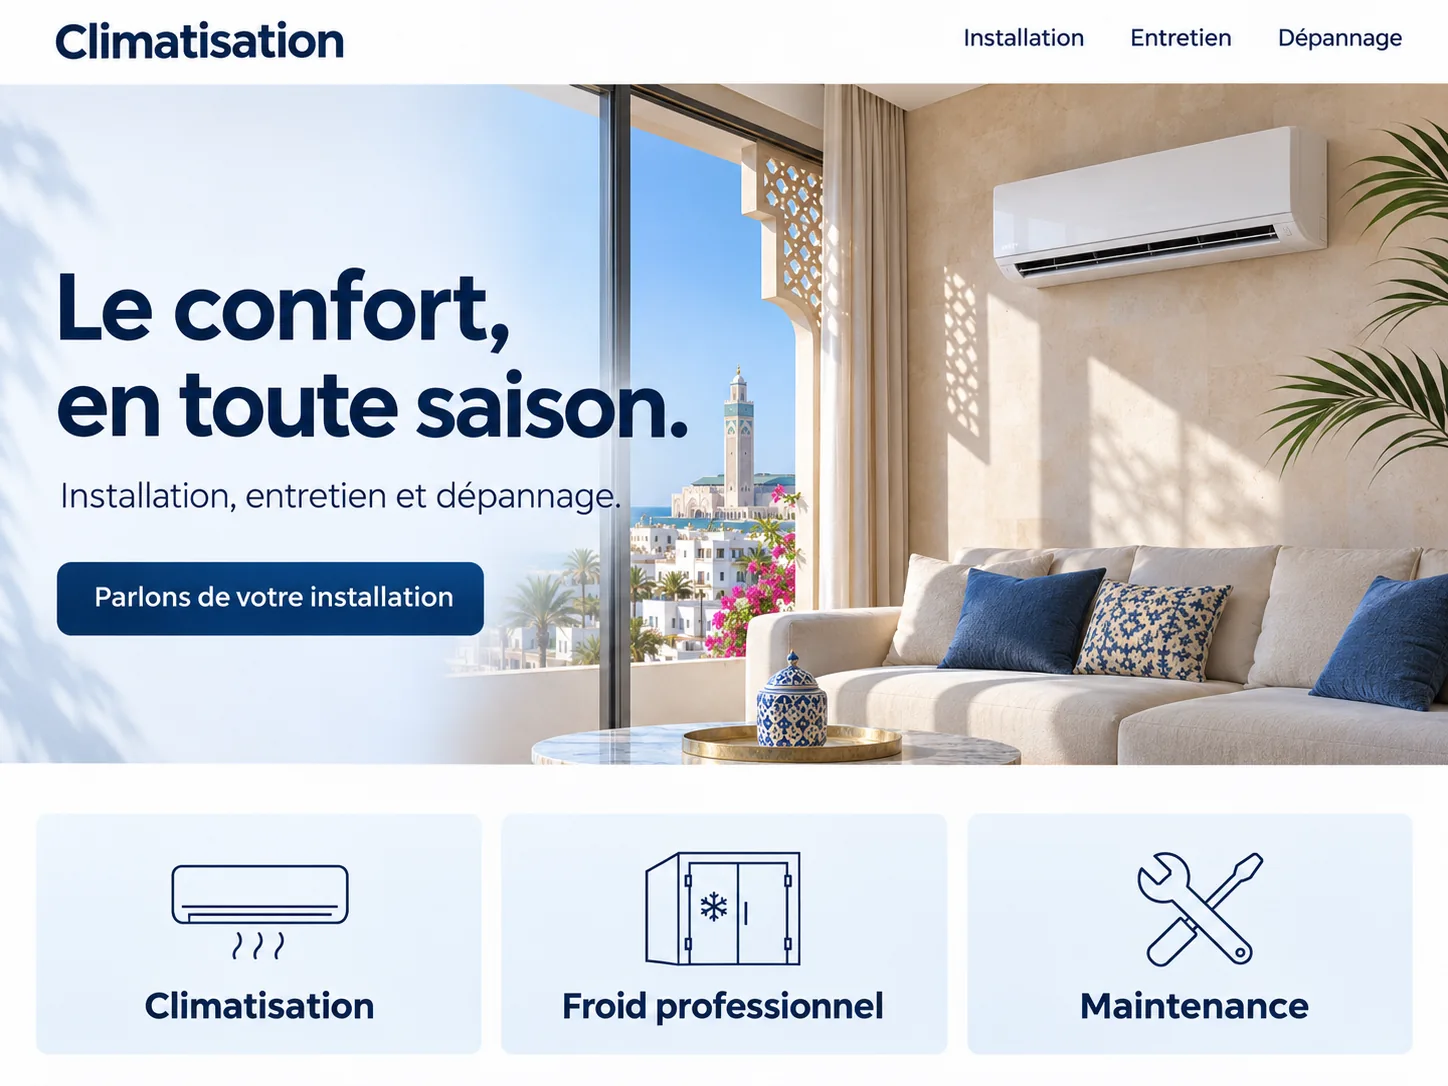 Climatisation
Installation Entretien Dépannage
Le confort,
en toute saison.
Installation, entretien et dépannage.
Parlons de votre installation
Climatisation
Froid professionnel
Maintenance